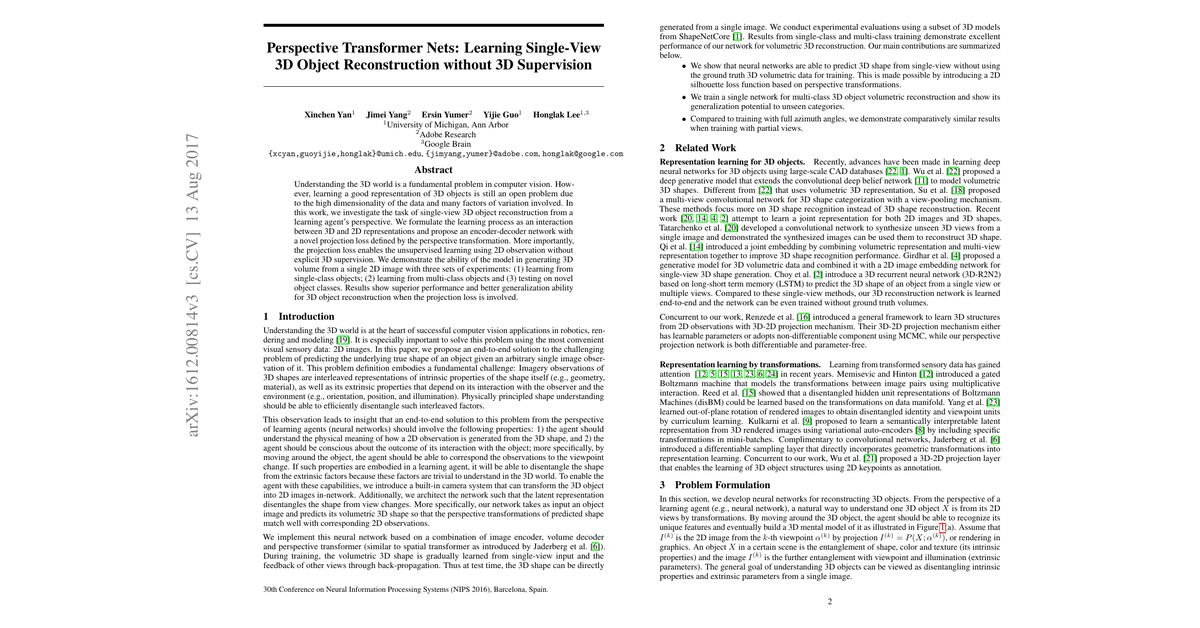 arXiv:1612.00814v3 [cs.CV] 13 Aug 2017
Perspective Transformer Nets: Learning Single-View
3D Object Reconstruction without 3D Supervision
Xinchen Yan1 Jimei Yang2 Ersin Yumer2 Yijie Guo1 Honglak Lee1,3
1University of Michigan, Ann Arbor
2Adobe Research
3Google Brain
{xcyan,guoyijie,honglak}@umich.edu, {jimyang,yumer}@adobe.com, honglak@google.com
Abstract
Understanding the 3D world is a fundamental problem in computer vision. How-
ever, learning a good representation of 3D objects is still an open problem due
to the high dimensionality of the data and many factors of variation involved. In
this work, we investigate the task of single-view 3D object reconstruction from a
learning agent's perspective. We formulate the learning process as an interaction
between 3D and 2D representations and propose an encoder-decoder network with
a novel projection loss defined by the perspective transformation. More importantly,
the projection loss enables the unsupervised learning using 2D observation without
explicit 3D supervision. We demonstrate the ability of the model in generating 3D
volume from a single 2D image with three sets of experiments: (1) learning from
single-class objects; (2) learning from multi-class objects and (3) testing on novel
object classes. Results show superior performance and better generalization ability
for 3D object reconstruction when the projection loss is involved.
1 Introduction
Understanding the 3D world is at the heart of successful computer vision applications in robotics, ren-
dering and modeling [19]. It is especially important to solve this problem using the most convenient
visual sensory data: 2D images. In this paper, we propose an end-to-end solution to the challenging
problem of predicting the underlying true shape of an object given an arbitrary single image obser-
vation of it. This problem definition embodies a fundamental challenge: Imagery observations of
3D shapes are interleaved representations of intrinsic properties of the shape itself (e.g., geometry,
material), as well as its extrinsic properties that depend on its interaction with the observer and the
environment (e.g., orientation, position, and illumination). Physically principled shape understanding
should be able to efficiently disentangle such interleaved factors.
This observation leads to insight that an end-to-end solution to this problem from the perspective
of learning agents (neural networks) should involve the following properties: 1) the agent should
understand the physical meaning of how a 2D observation is generated from the 3D shape, and 2) the
agent should be conscious about the outcome of its interaction with the object; more specifically, by
moving around the object, the agent should be able to correspond the observations to the viewpoint
change. If such properties are embodied in a learning agent, it will be able to disentangle the shape
from the extrinsic factors because these factors are trivial to understand in the 3D world. To enable
the agent with these capabilities, we introduce a built-in camera system that can transform the 3D object
into 2D images in-network. Additionally, we architect the network such that the latent representation
disentangles the shape from view changes. More specifically, our network takes as input an object
image and predicts its volumetric 3D shape so that the perspective transformations of predicted shape
match well with corresponding 2D observations.
We implement this neural network based on a combination of image encoder, volume decoder
and perspective transformer (similar to spatial transformer as introduced by Jaderberg et al. [6]).
During training, the volumetric 3D shape is gradually learned from single-view input and the
feedback of other views through back-propagation. Thus at test time, the 3D shape can be directly
30th Conference on Neural Information Processing Systems (NIPS 2016), Barcelona, Spain.
generated from a single image. We conduct experimental evaluations using a subset of 3D models
from ShapeNetCore [1]. Results from single-class and multi-class training demonstrate excellent
performance of our network for volumetric 3D reconstruction. Our main contributions are summarized
below.
• We show that neural networks are able to predict 3D shape from single-view without using
the ground truth 3D volumetric data for training. This is made possible by introducing a 2D
silhouette loss function based on perspective transformations.
• We train a single network for multi-class 3D object volumetric reconstruction and show its
generalization potential to unseen categories.
• Compared to training with full azimuth angles, we demonstrate comparatively similar results
when training with partial views.
2 Related Work
Representation learning for 3D objects. Recently, advances have been made in learning deep
neural networks for 3D objects using large-scale CAD databases [22, 1]. Wu et al. [22] proposed a
deep generative model that extends the convolutional deep belief network [11] to model volumetric
3D shapes. Different from [22] that uses volumetric 3D representation, Su et al. [18] proposed
a multi-view convolutional network for 3D shape categorization with a view-pooling mechanism.
These methods focus more on 3D shape recognition instead of 3D shape reconstruction. Recent
work [20, 14, 4, 2] attempt to learn a joint representation for both 2D images and 3D shapes.
Tatarchenko et al. [20] developed a convolutional network to synthesize unseen 3D views from a
single image and demonstrated the synthesized images can be used them to reconstruct 3D shape.
Qi et al. [14] introduced a joint embedding by combining volumetric representation and multi-view
representation together to improve 3D shape recognition performance. Girdhar et al. [4] proposed a
generative model for 3D volumetric data and combined it with a 2D image embedding network for
single-view 3D shape generation. Choy et al. [2] introduce a 3D recurrent neural network (3D-R2N2)
based on long-short term memory (LSTM) to predict the 3D shape of an object from a single view or
multiple views. Compared to these single-view methods, our 3D reconstruction network is learned
end-to-end and the network can be even trained without ground truth volumes.
Concurrent to our work, Renzede et al. [16] introduced a general framework to learn 3D structures
from 2D observations with 3D-2D projection mechanism. Their 3D-2D projection mechanism either
has learnable parameters or adopts non-differentiable component using MCMC, while our perspective
projection network is both differentiable and parameter-free.
Representation learning by transformations. Learning from transformed sensory data has gained
attention [12, 5, 15, 13, 23, 6, 24] in recent years. Memisevic and Hinton [12] introduced a gated
Boltzmann machine that models the transformations between image pairs using multiplicative
interaction. Reed et al. [15] showed that a disentangled hidden unit representations of Boltzmann
Machines (disBM) could be learned based on the transformations on data manifold. Yang et al. [23]
learned out-of-plane rotation of rendered images to obtain disentangled identity and viewpoint units
by curriculum learning. Kulkarni et al. [9] proposed to learn a semantically interpretable latent
representation from 3D rendered images using variational auto-encoders [8] by including specific
transformations in mini-batches. Complimentary to convolutional networks, Jaderberg et al. [6]
introduced a differentiable sampling layer that directly incorporates geometric transformations into
representation learning. Concurrent to our work, Wu et al. [21] proposed a 3D-2D projection layer
that enables the learning of 3D object structures using 2D keypoints as annotation.
3 Problem Formulation
In this section, we develop neural networks for reconstructing 3D objects. From the perspective of
a learning agent (e.g., neural network), a natural way to understand one 3D object X is from its 2D
views by transformations. By moving around the 3D object, the agent should be able to recognize its
unique features and eventually build a 3D mental model of it as illustrated in Figure 1(a). Assume that
I(k) is the 2D image from the k-th viewpoint α(k) by projection I(k) = P(X; α(k)), or rendering in
graphics. An object X in a certain scene is the entanglement of shape, color and texture (its intrinsic
properties) and the image I(k) is the further entanglement with viewpoint and illumination (extrinsic
parameters). The general goal of understanding 3D objects can be viewed as disentangling intrinsic
properties and extrinsic parameters from a single image.
2